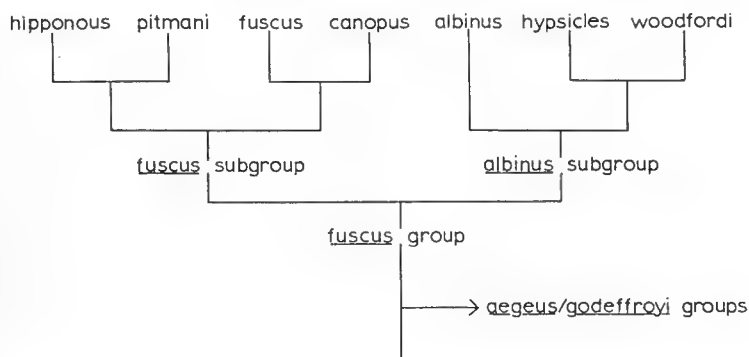 hipponous pitmani fuscus canopus albinus hypsicles woodfordi
fuscus subgroup albinus subgroup
fuscus group
aegeus/godeffroyi groups